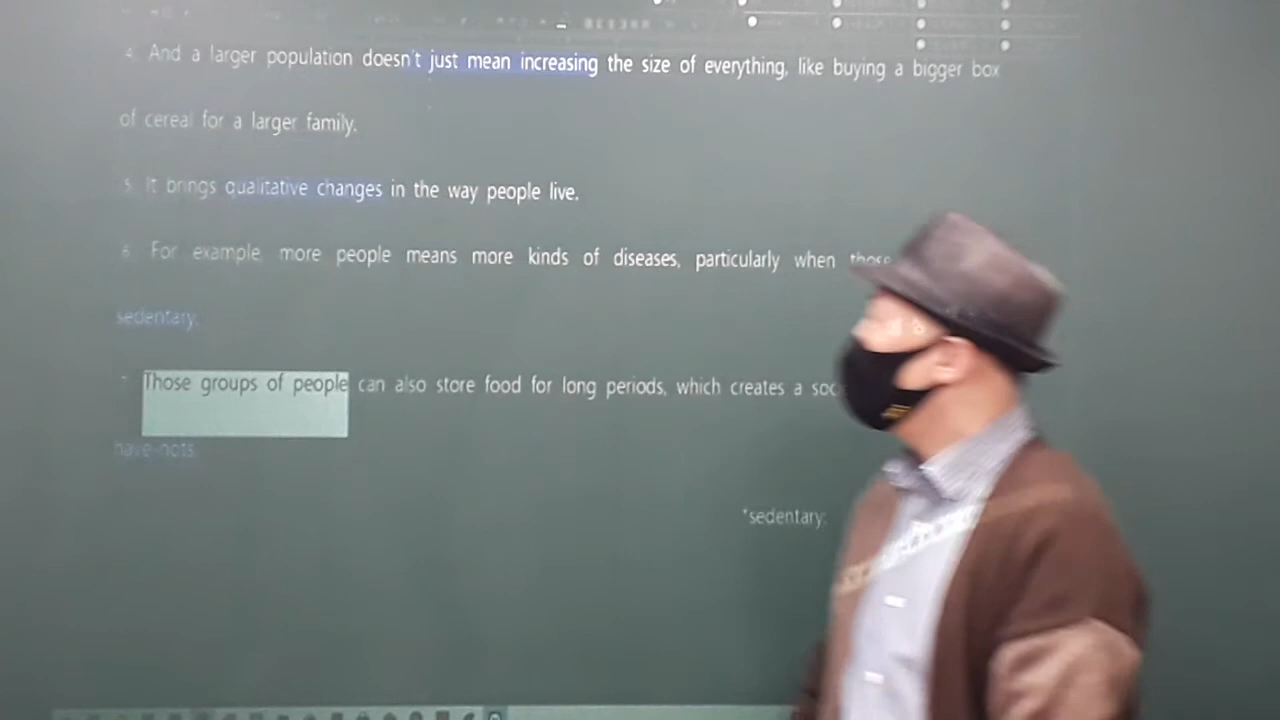 4. And a larger population doesn't just mean increasing the size of everything, like buying a bigger box
of cereal for a larger family.
5. It brings qualitative changes in the way people live.
6. For example more people means more kinds of diseases, particularly when those
sedentary.
Those groups of people can also store food for long periods, which creates a
have-nots.
*sedentary: